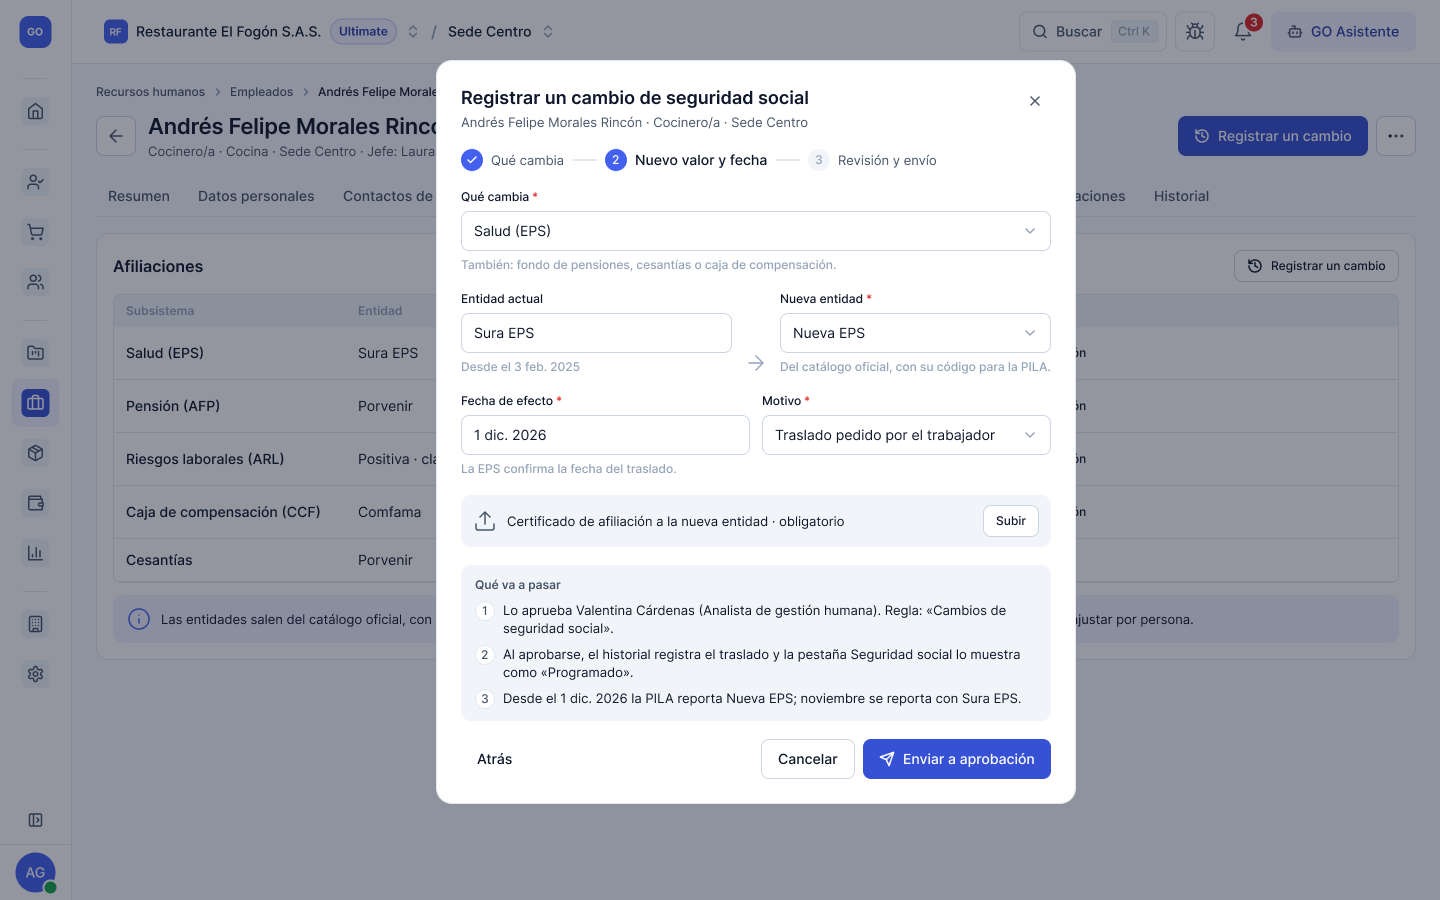 GO
RF Restaurante El Fogón S.A.S. Ultimate / Sede Centro
Buscar Ctrl K
3
GO Asistente
Recursos humanos > Empleados > Andrés Felipe
Andrés Felipe Morales
Cocinero/a · Cocina · Sede Centro · Jefe: Laura
Registrar un cambio
Resumen Datos personales Contactos de
Historial
Afiliaciones
Registrar un cambio
Subsistema Entidad
Salud (EPS) Sura EPS
Pensión (AFP) Porvenir
Riesgos laborales (ARL) Positiva ·
Caja de compensación (CCF) Comfama
Cesantías Porvenir
Las entidades salen del catálogo oficial, con
ajustar por persona.
AG
Registrar un cambio de seguridad social
Andrés Felipe Morales Rincón · Cocinero/a · Sede Centro
Qué cambia
2 Nuevo valor y fecha
3 Revisión y envío
Qué cambia *
Salud (EPS)
También: fondo de pensiones, cesantías o caja de compensación.
Entidad actual
Sura EPS
Desde el 3 feb. 2025
Nueva entidad *
Nueva EPS
Del catálogo oficial, con su código para la PILA.
Fecha de efecto *
1 dic. 2026
La EPS confirma la fecha del traslado.
Motivo *
Traslado pedido por el trabajador
Certificado de afiliación a la nueva entidad · obligatorio
Subir
Qué va a pasar
1 Lo aprueba Valentina Cárdenas (Analista de gestión humana). Regla: «Cambios de
seguridad social».
2 Al aprobarse, el historial registra el traslado y la pestaña Seguridad social lo muestra
como «Programado».
3 Desde el 1 dic. 2026 la PILA reporta Nueva EPS; noviembre se reporta con Sura EPS.
Atrás
Cancelar
Enviar a aprobación